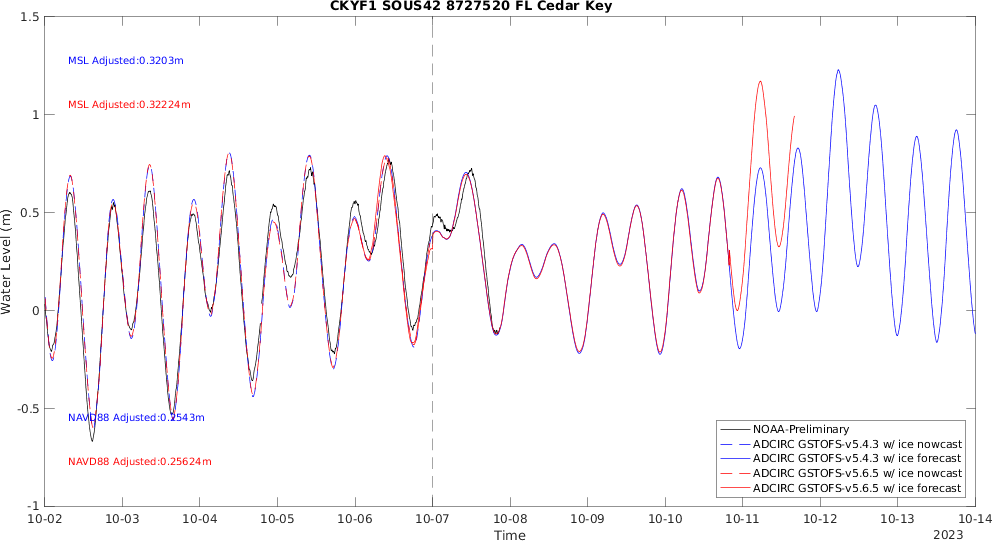 CKYF1 SOUS42 8727520 FL Cedar Key
1.5
1
0.5
0
-0.5
-1
Water Level (m)
MSL Adjusted:0.3203m
MSL Adjusted:0.32224m
NAVD88 Adjusted:0.2543m
NAVD88 Adjusted:0.25624m
NOAA-Preliminary
ADCIRC GSTOFS-v5.4.3 w/ ice nowcast
ADCIRC GSTOFS-v5.4.3 w/ ice forecast
ADCIRC GSTOFS-v5.6.5 w/ ice nowcast
ADCIRC GSTOFS-v5.6.5 w/ ice forecast
10-02 10-03 10-04 10-05 10-06 10-07 10-08 10-09 10-10 10-11 10-12 10-13 10-14
Time
2023